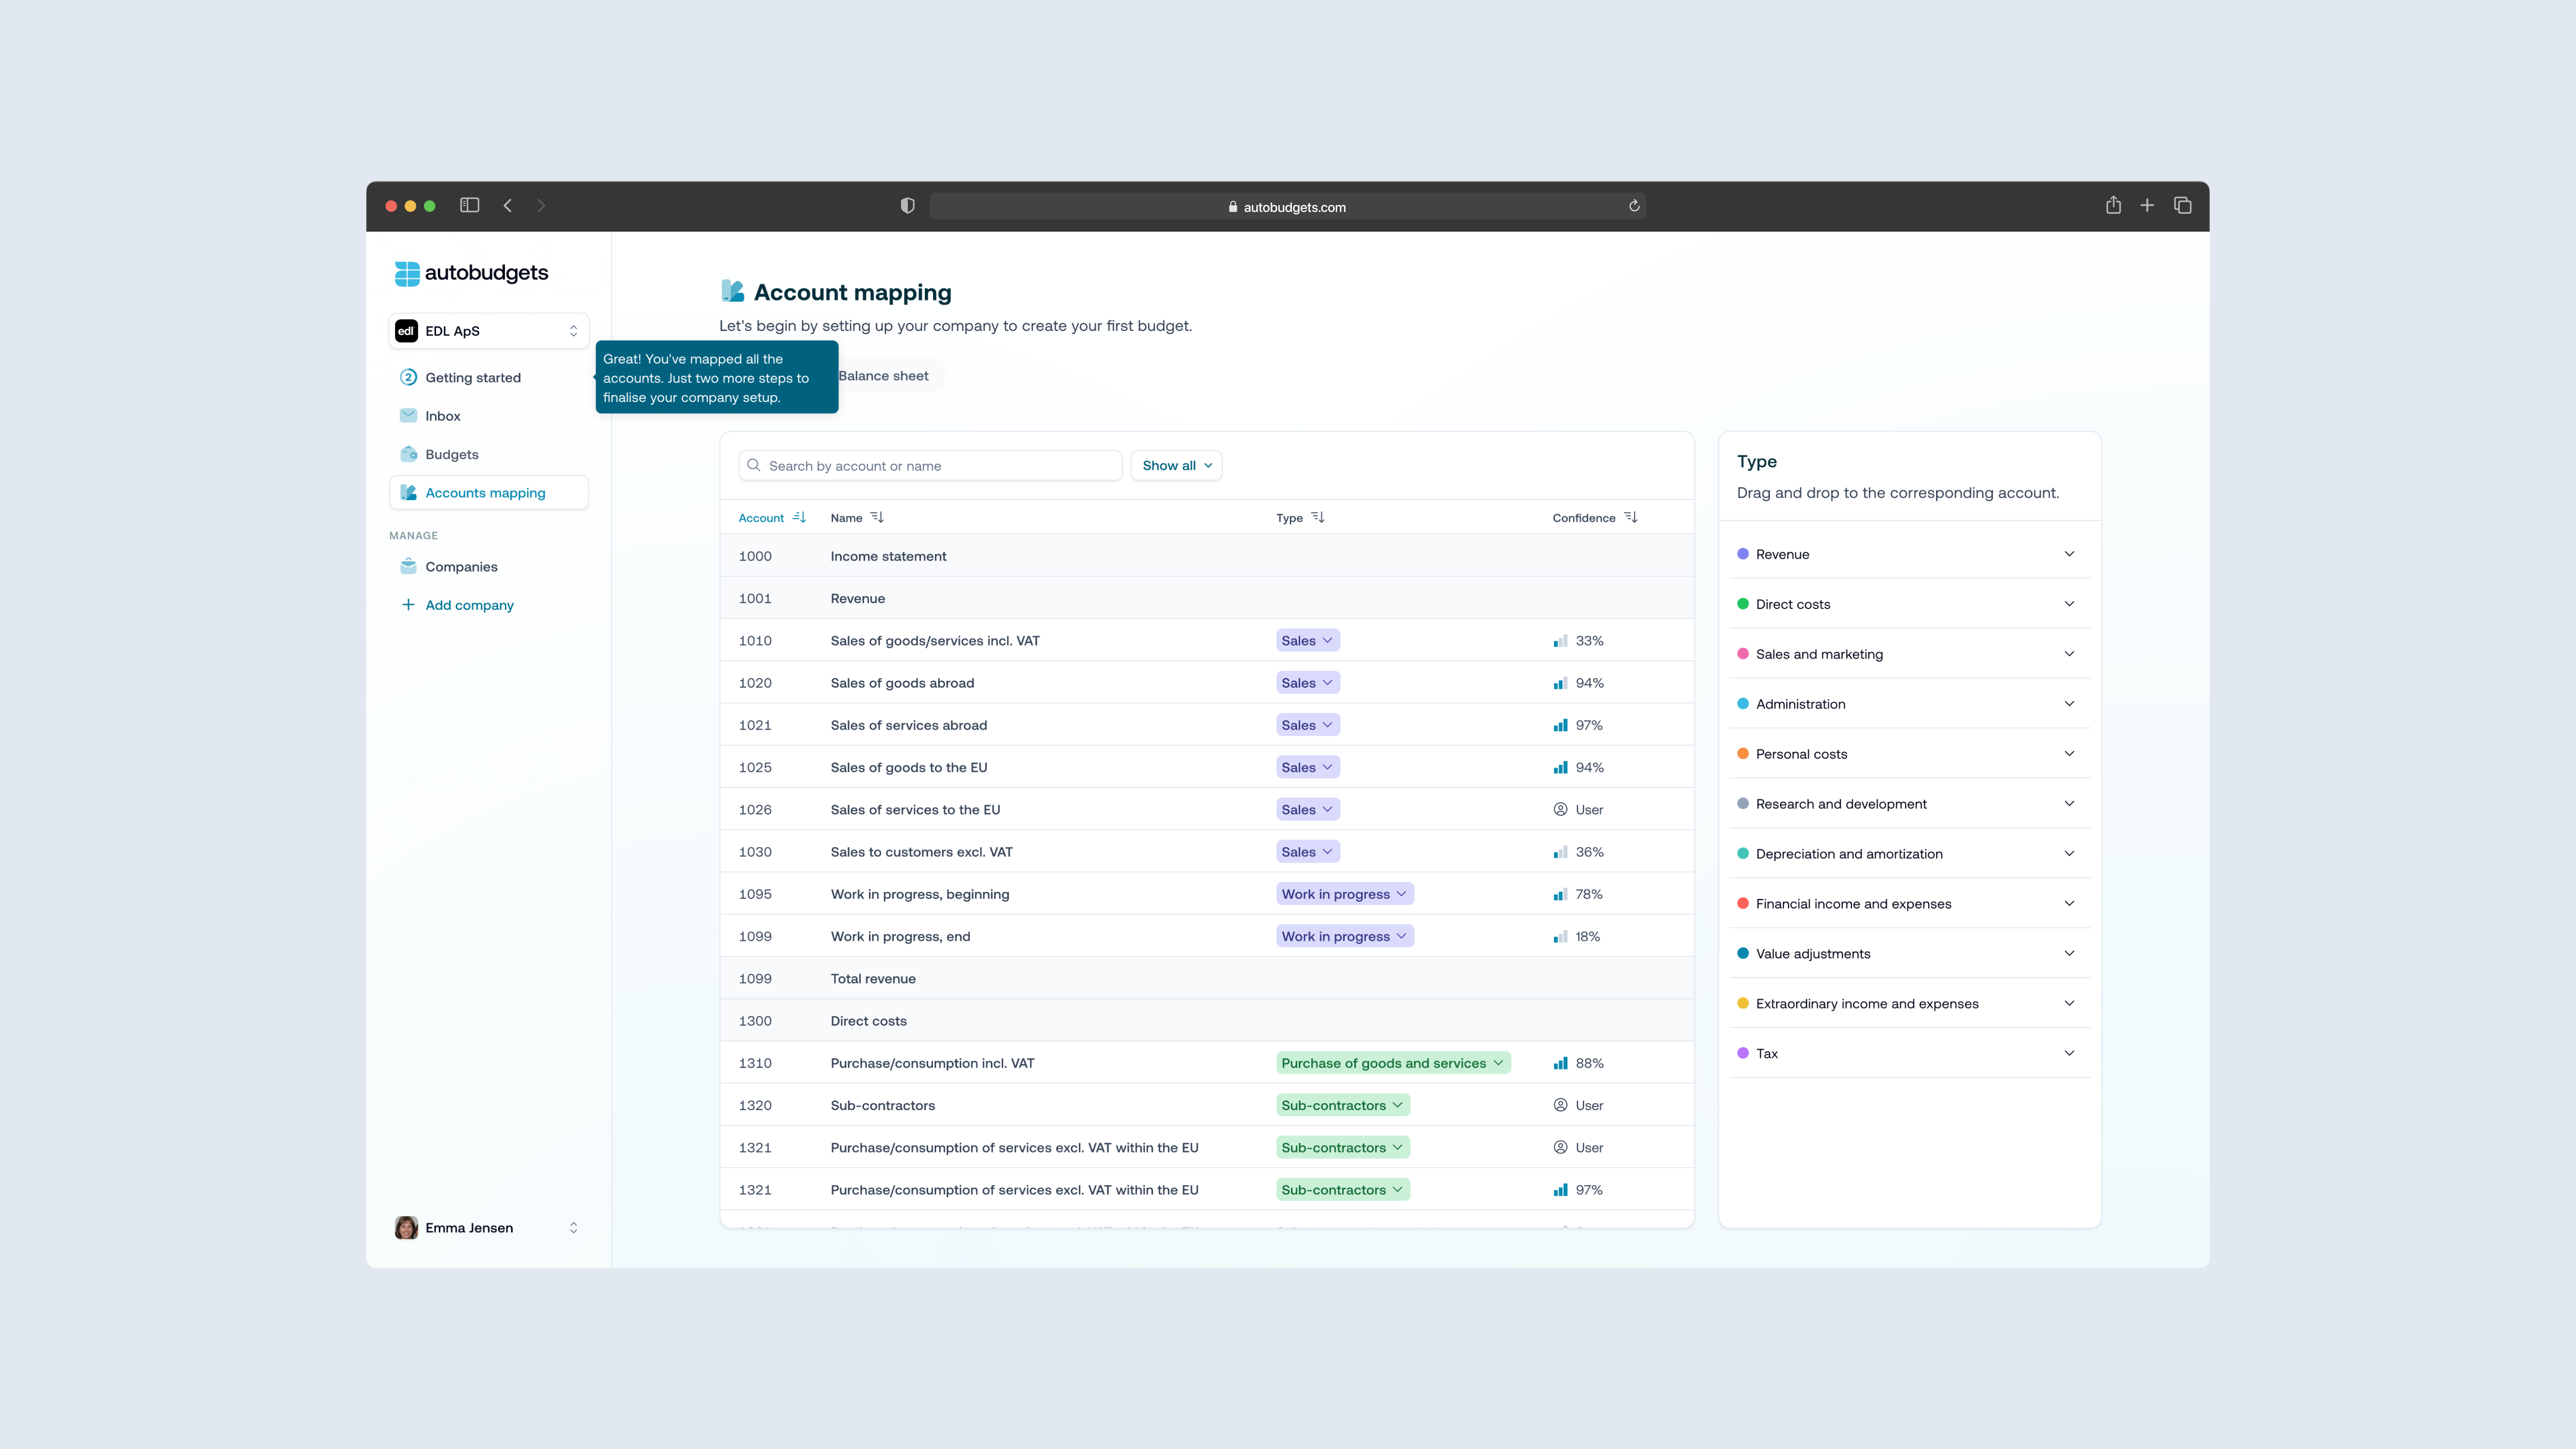 autobudgets.com
autobudgets
edl EDL ApS
2 Getting started
Inbox
Budgets
Accounts mapping
MANAGE
Companies
Add company
Emma Jensen
Account mapping
Let's begin by setting up your company to create your first budget.
Great! You've mapped all the
accounts. Just two more steps to
finalise your company setup.
Balance sheet
Search by account or name Show all
Account Name Type Confidence
1000 Income statement
1001 Revenue
1010 Sales of goods/services incl. VAT Sales 33%
1020 Sales of goods abroad Sales 94%
1021 Sales of services abroad Sales 97%
1025 Sales of goods to the EU Sales 94%
1026 Sales of services to the EU Sales User
1030 Sales to customers excl. VAT Sales 36%
1095 Work in progress, beginning Work in progress 78%
1099 Work in progress, end Work in progress 18%
1099 Total revenue
1300 Direct costs
1310 Purchase/consumption incl. VAT Purchase of goods and services 88%
1320 Sub-contractors Sub-contractors User
1321 Purchase/consumption of services excl. VAT within the EU Sub-contractors User
1321 Purchase/consumption of services excl. VAT within the EU Sub-contractors 97%
Type
Drag and drop to the corresponding account.
Revenue
Direct costs
Sales and marketing
Administration
Personal costs
Research and development
Depreciation and amortization
Financial income and expenses
Value adjustments
Extraordinary income and expenses
Tax